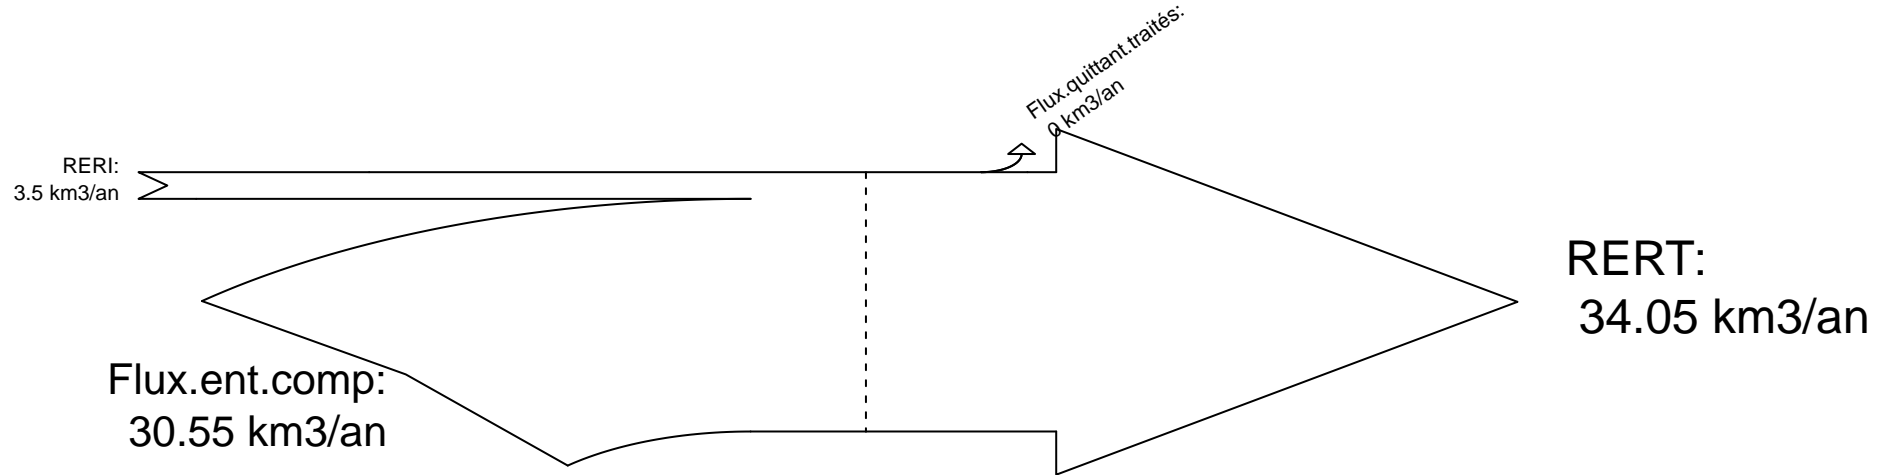 Flux.quittant.traités:
0 km3/an
RERI:
3.5 km3/an
RERT:
34.05 km3/an
Flux.ent.comp:
30.55 km3/an